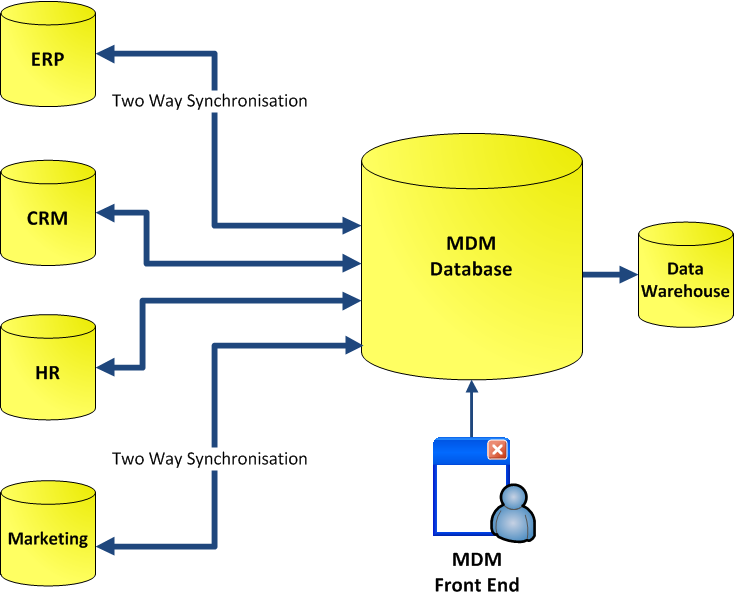 ERP
Two Way Synchronisation
CRM
MDM
Database
Data
Warehouse
HR
Two Way Synchronisation
Marketing
MDM
Front End